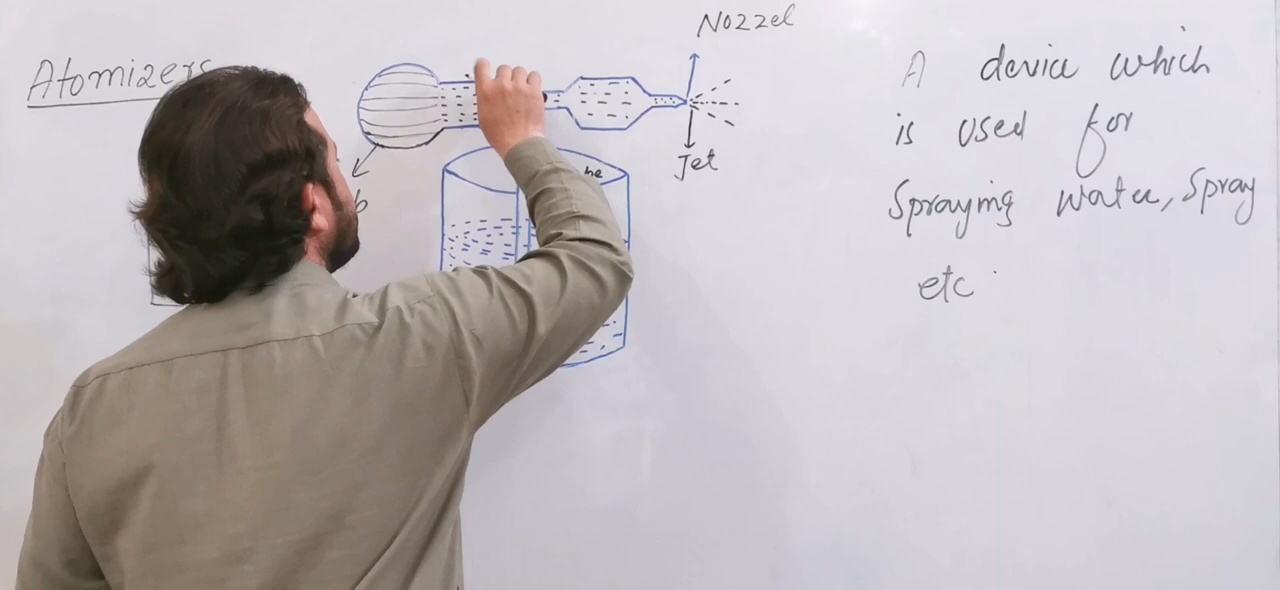 Atomizers
Nozzel
Jet
A device which
is used for
Spraying water, Spray
etc